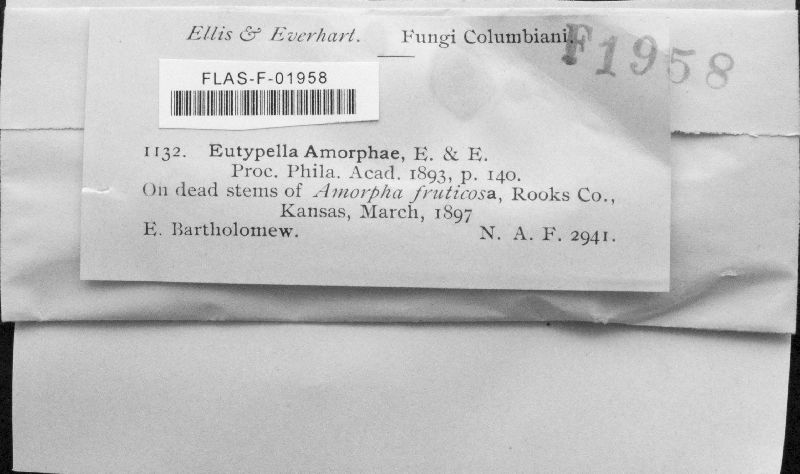 Ellis & Everhart. Fungi Columbiani.
F1958
FLAS-F-01958
1132. Eutypella Amorphae, E. & E.
Proc. Phila. Acad. 1893, p. 140.
On dead stems of Amorpha fruticosa, Rooks Co.,
Kansas, March, 1897
E. Bartholomew. N. A. F. 2941.